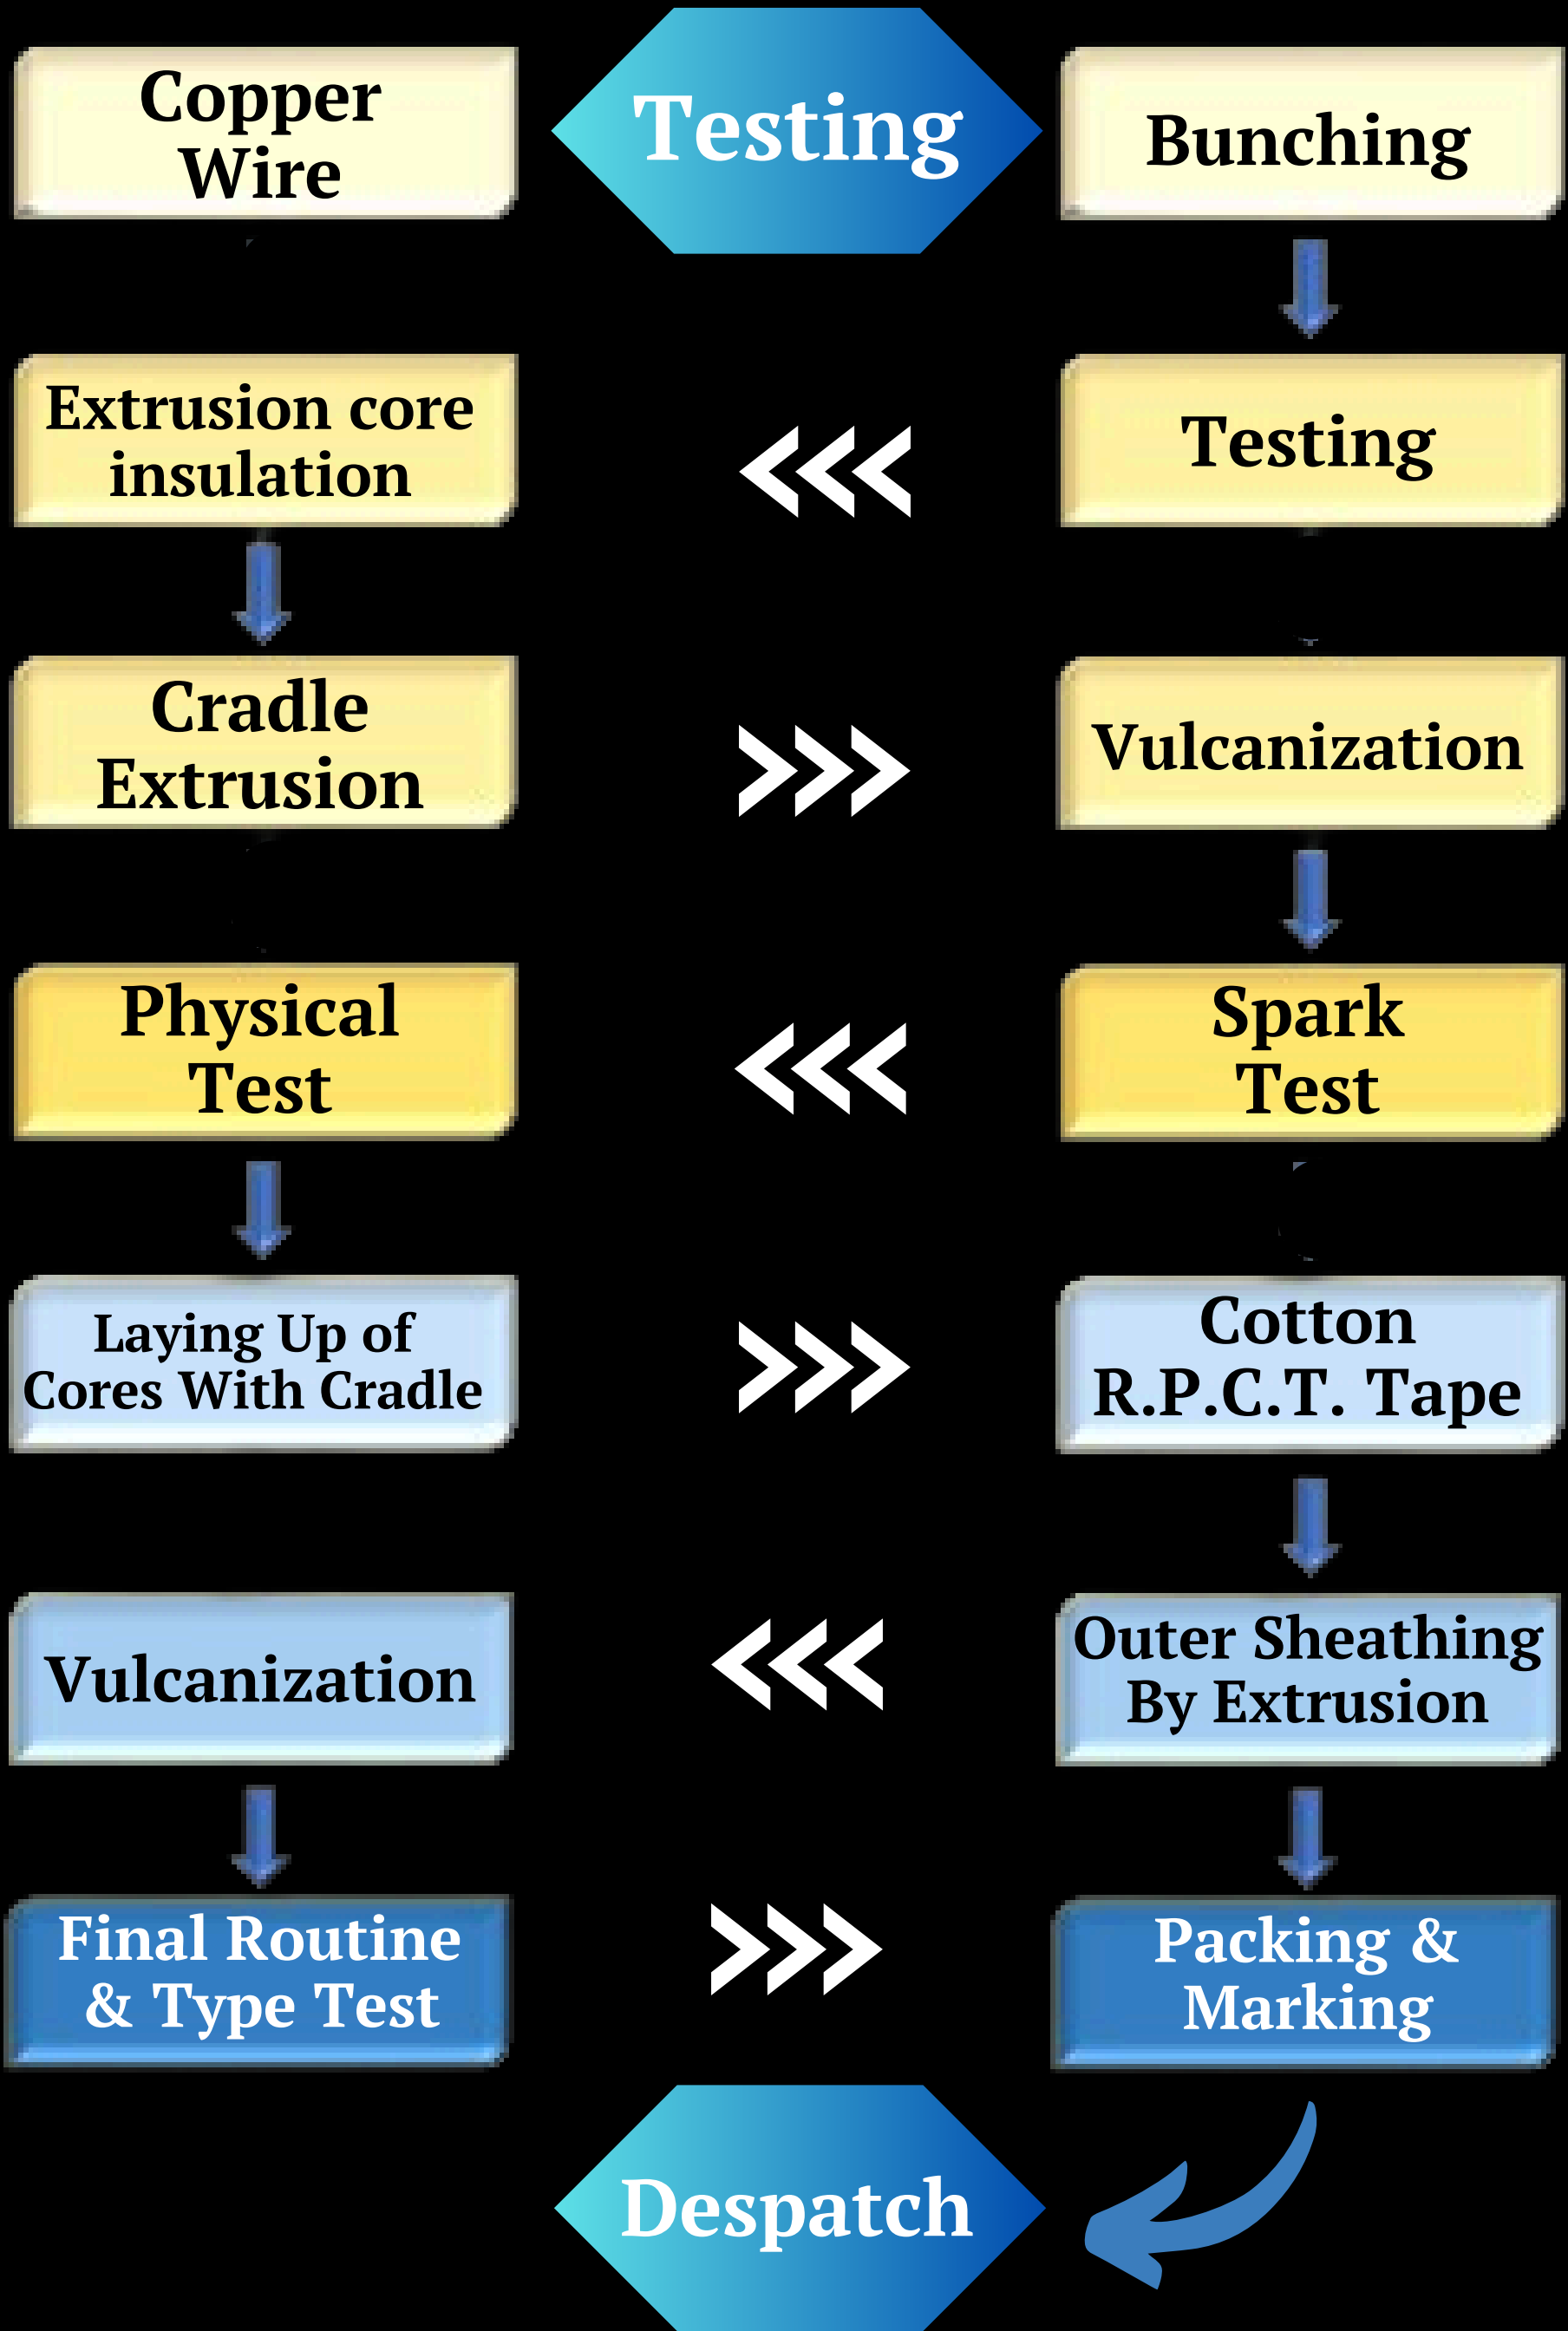 Copper
Wire
Testing
Bunching
Extrusion core
insulation
Testing
Cradle
Extrusion
Vulcanization
Physical
Test
Spark
Test
Laying Up of
Cores With Cradle
Cotton
R.P.C.T. Tape
Vulcanization
Outer Sheathing
By Extrusion
Final Routine
& Type Test
Packing &
Marking
Despatch